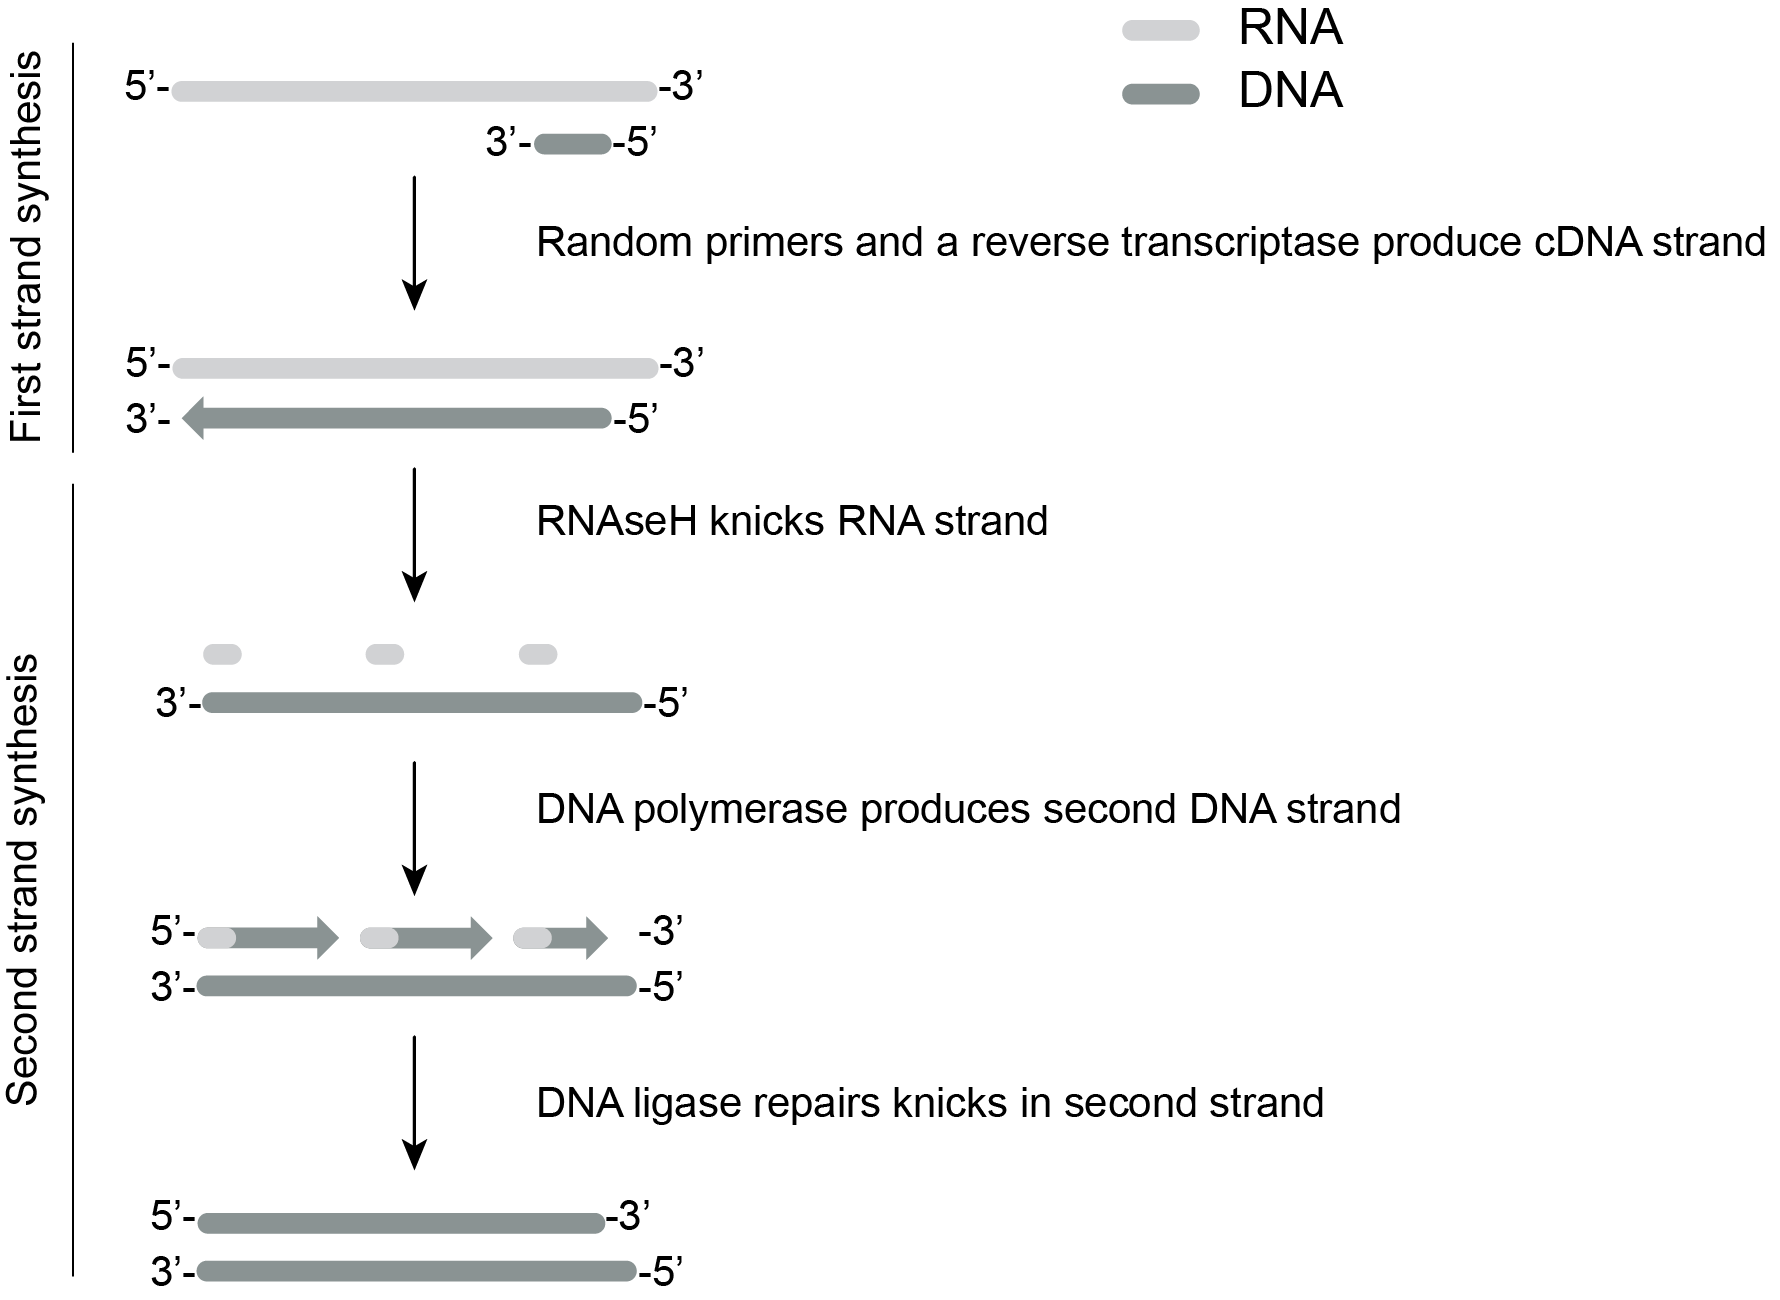 RNA
DNA
First strand synthesis
5’- -3’
3’- -5’
Random primers and a reverse transcriptase produce cDNA strand
5’- -3’
3’- -5’
Second strand synthesis
RNAseH knicks RNA strand
3’- -5’
DNA polymerase produces second DNA strand
5’- -3’
3’- -5’
DNA ligase repairs knicks in second strand
5’- -3’
3’- -5’